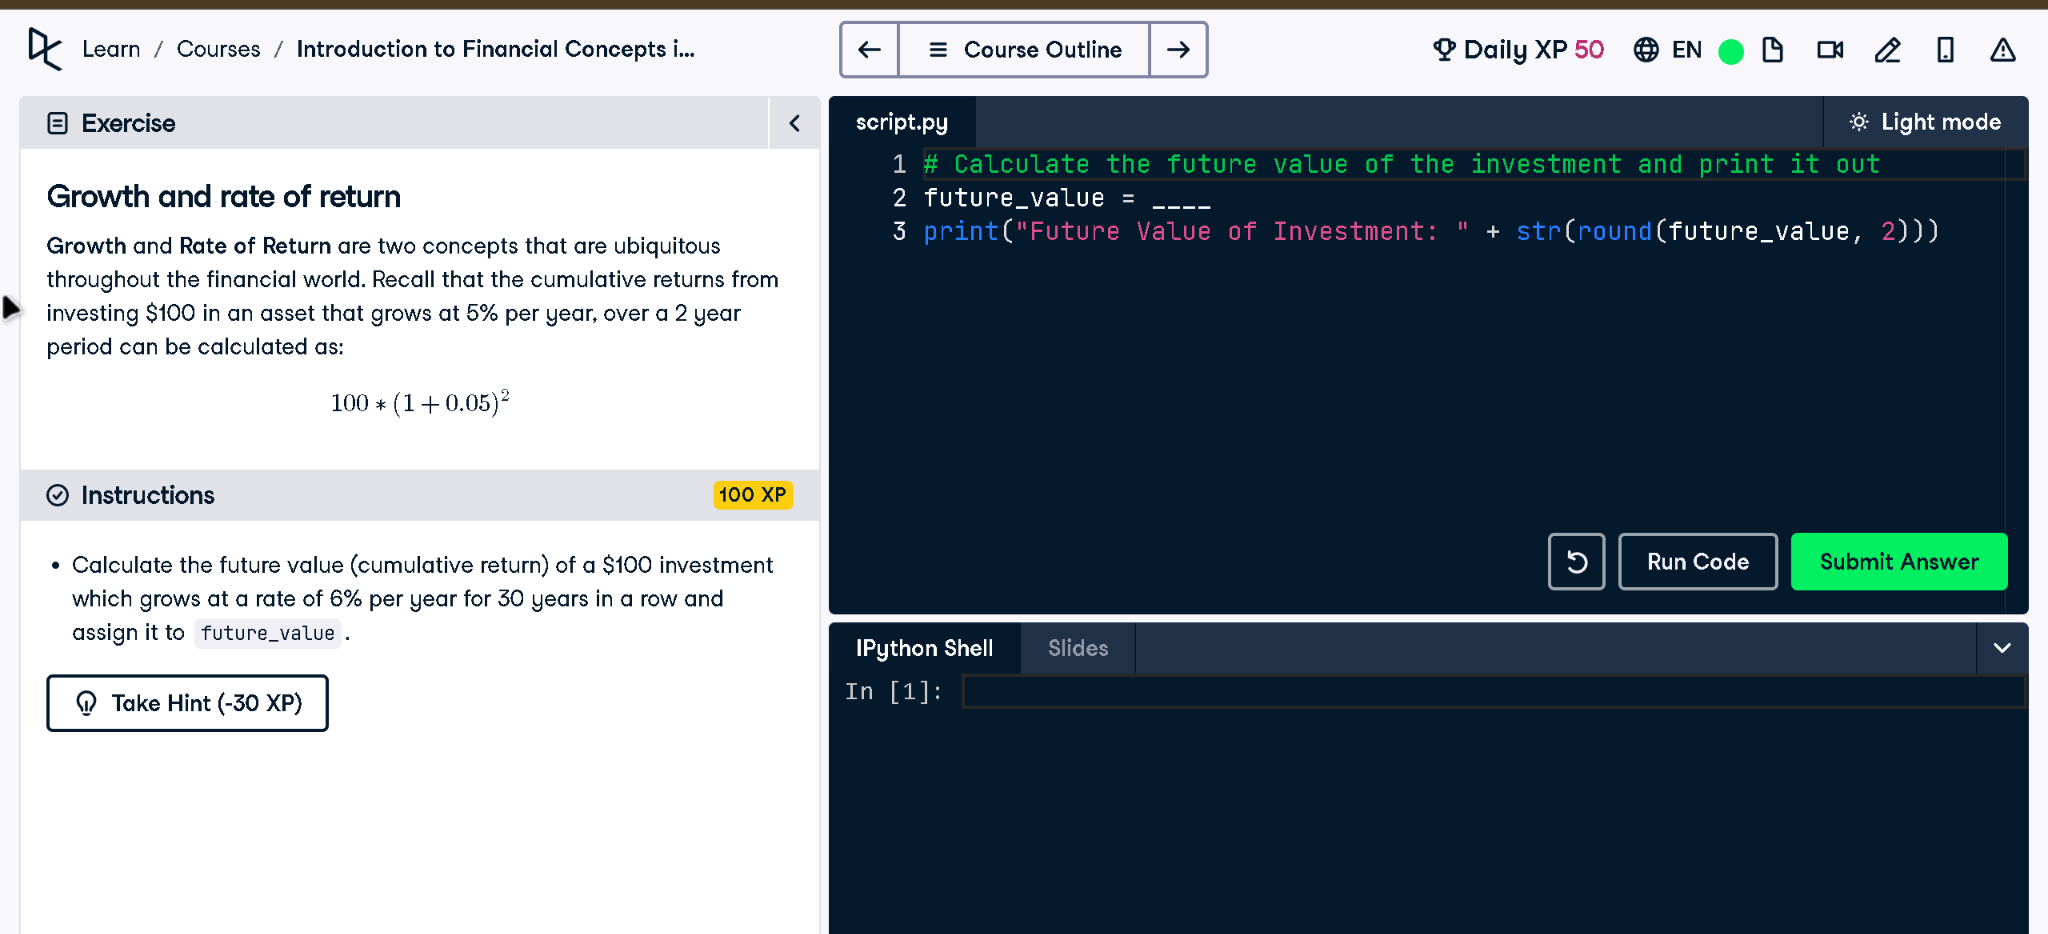 Learn / Courses / Introduction to Financial Concepts i...
Course Outline
Daily XP 50
EN
Exercise
Growth and rate of return
Growth and Rate of Return are two concepts that are ubiquitous
throughout the financial world. Recall that the cumulative returns from
investing $100 in an asset that grows at 5% per year, over a 2 year
period can be calculated as:
100 ∗ (1 + 0.05)²
Instructions
100 XP
• Calculate the future value (cumulative return) of a $100 investment
which grows at a rate of 6% per year for 30 years in a row and
assign it to future_value .
Take Hint (-30 XP)
script.py
Light mode
1 # Calculate the future value of the investment and print it out
2 future_value = ____
3 print("Future Value of Investment: " + str(round(future_value, 2)))
Run Code
Submit Answer
IPython Shell
Slides
In [1]: